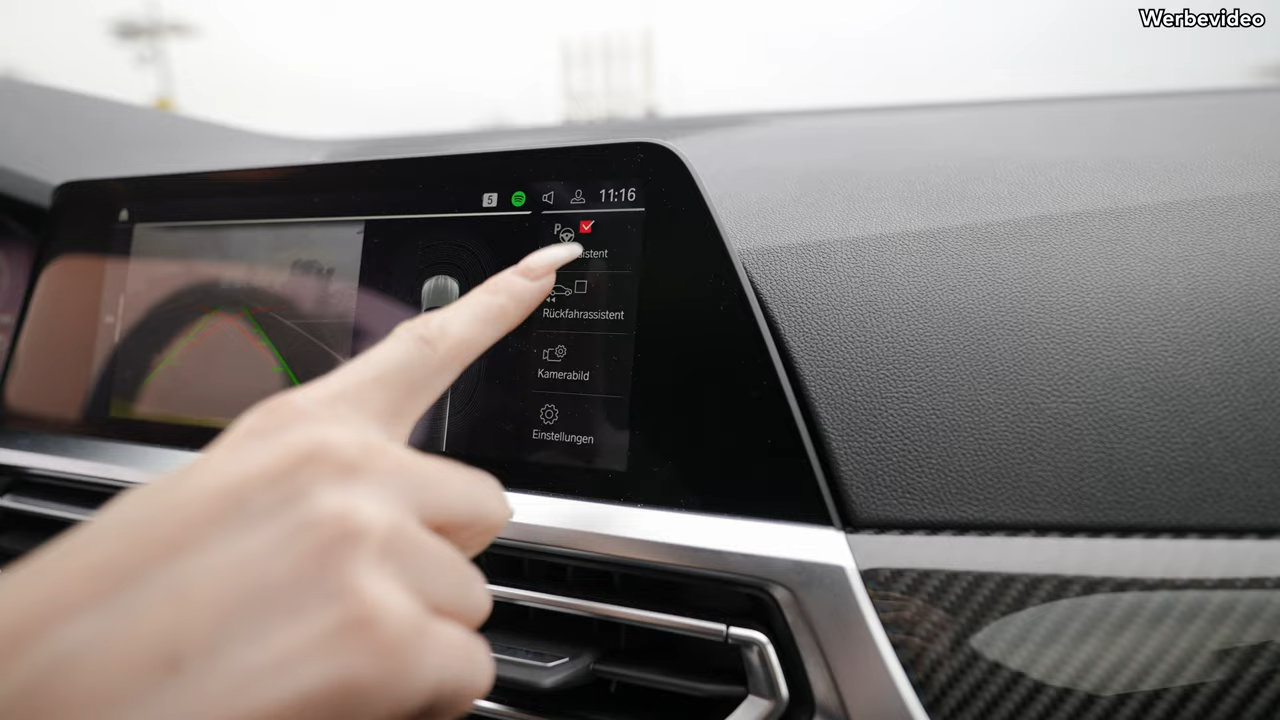 Werbevideo
5
11:16
P
Rückfahrassistent
Kamerabild
Einstellungen